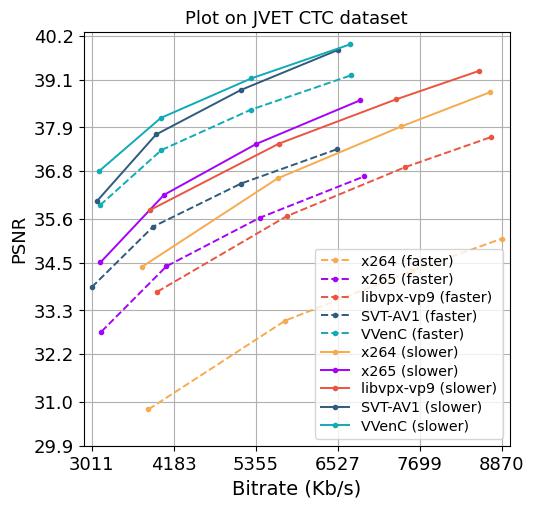 Plot on JVET CTC dataset
PSNR
40.2
39.1
37.9
36.8
35.6
34.5
33.3
32.2
31.0
29.9
x264 (faster)
x265 (faster)
libvpx-vp9 (faster)
SVT-AV1 (faster)
VVenC (faster)
x264 (slower)
x265 (slower)
libvpx-vp9 (slower)
SVT-AV1 (slower)
VVenC (slower)
3011 4183 5355 6527 7699 8870
Bitrate (Kb/s)